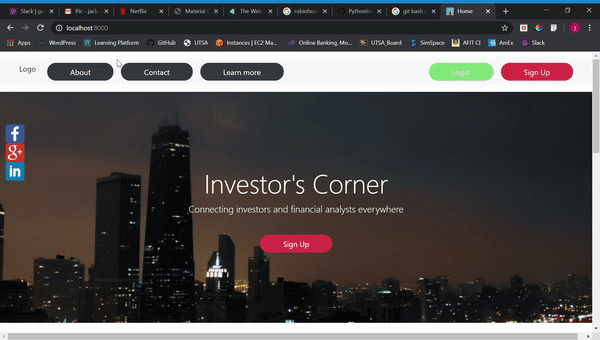 Slack | g
Gmail
Pic - jack
Netflix
Material
The Web
robinhoo
PythonIn
git bash
Home
localhost:8000
Apps
WordPress
Learning Platform
GitHub
UTSA
Instances | EC2 Ma...
Online Banking, Mo...
UTSA_Board
SimSpace
AFIT CI
AmEx
Slack
Logo
About
Contact
Learn more
Login
Sign Up
f
g+
in
Investor's Corner
Connecting investors and financial analysts everywhere
Sign Up